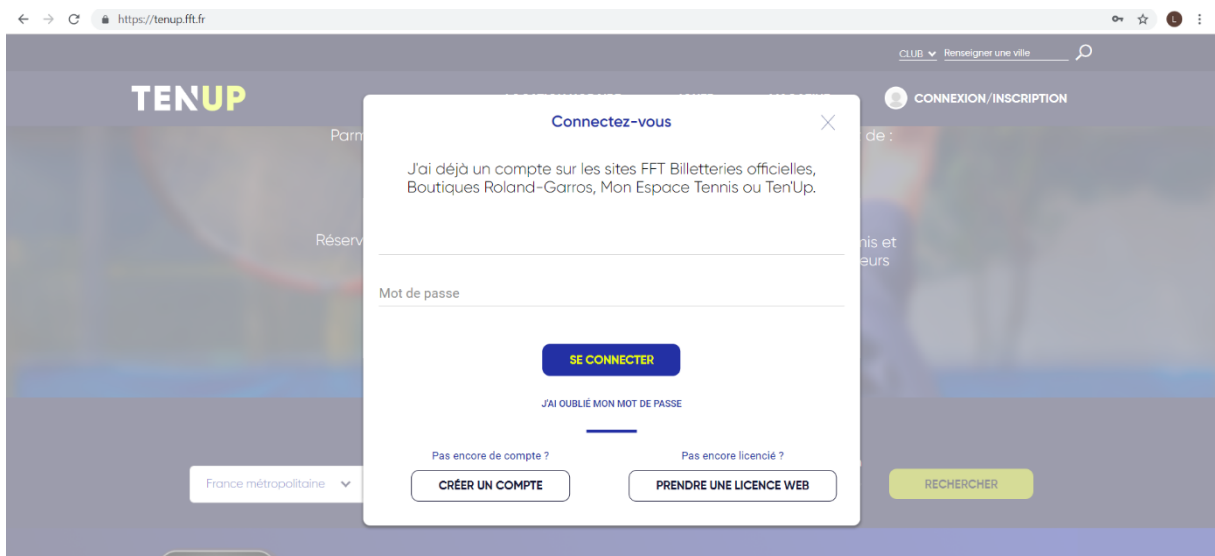 https://tenup.fft.fr
L
CLUB Renseigner une ville
TEN'UP
CONNEXION/INSCRIPTION
Connectez-vous
de :
J'ai déjà un compte sur les sites FFT Billetteries officielles,
Boutiques Roland-Garros, Mon Espace Tennis ou Ten'Up.
Mot de passe
SE CONNECTER
J'AI OUBLIÉ MON MOT DE PASSE
Pas encore de compte ? Pas encore licencié ?
France métropolitaine CRÉER UN COMPTE PRENDRE UNE LICENCE WEB RECHERCHER